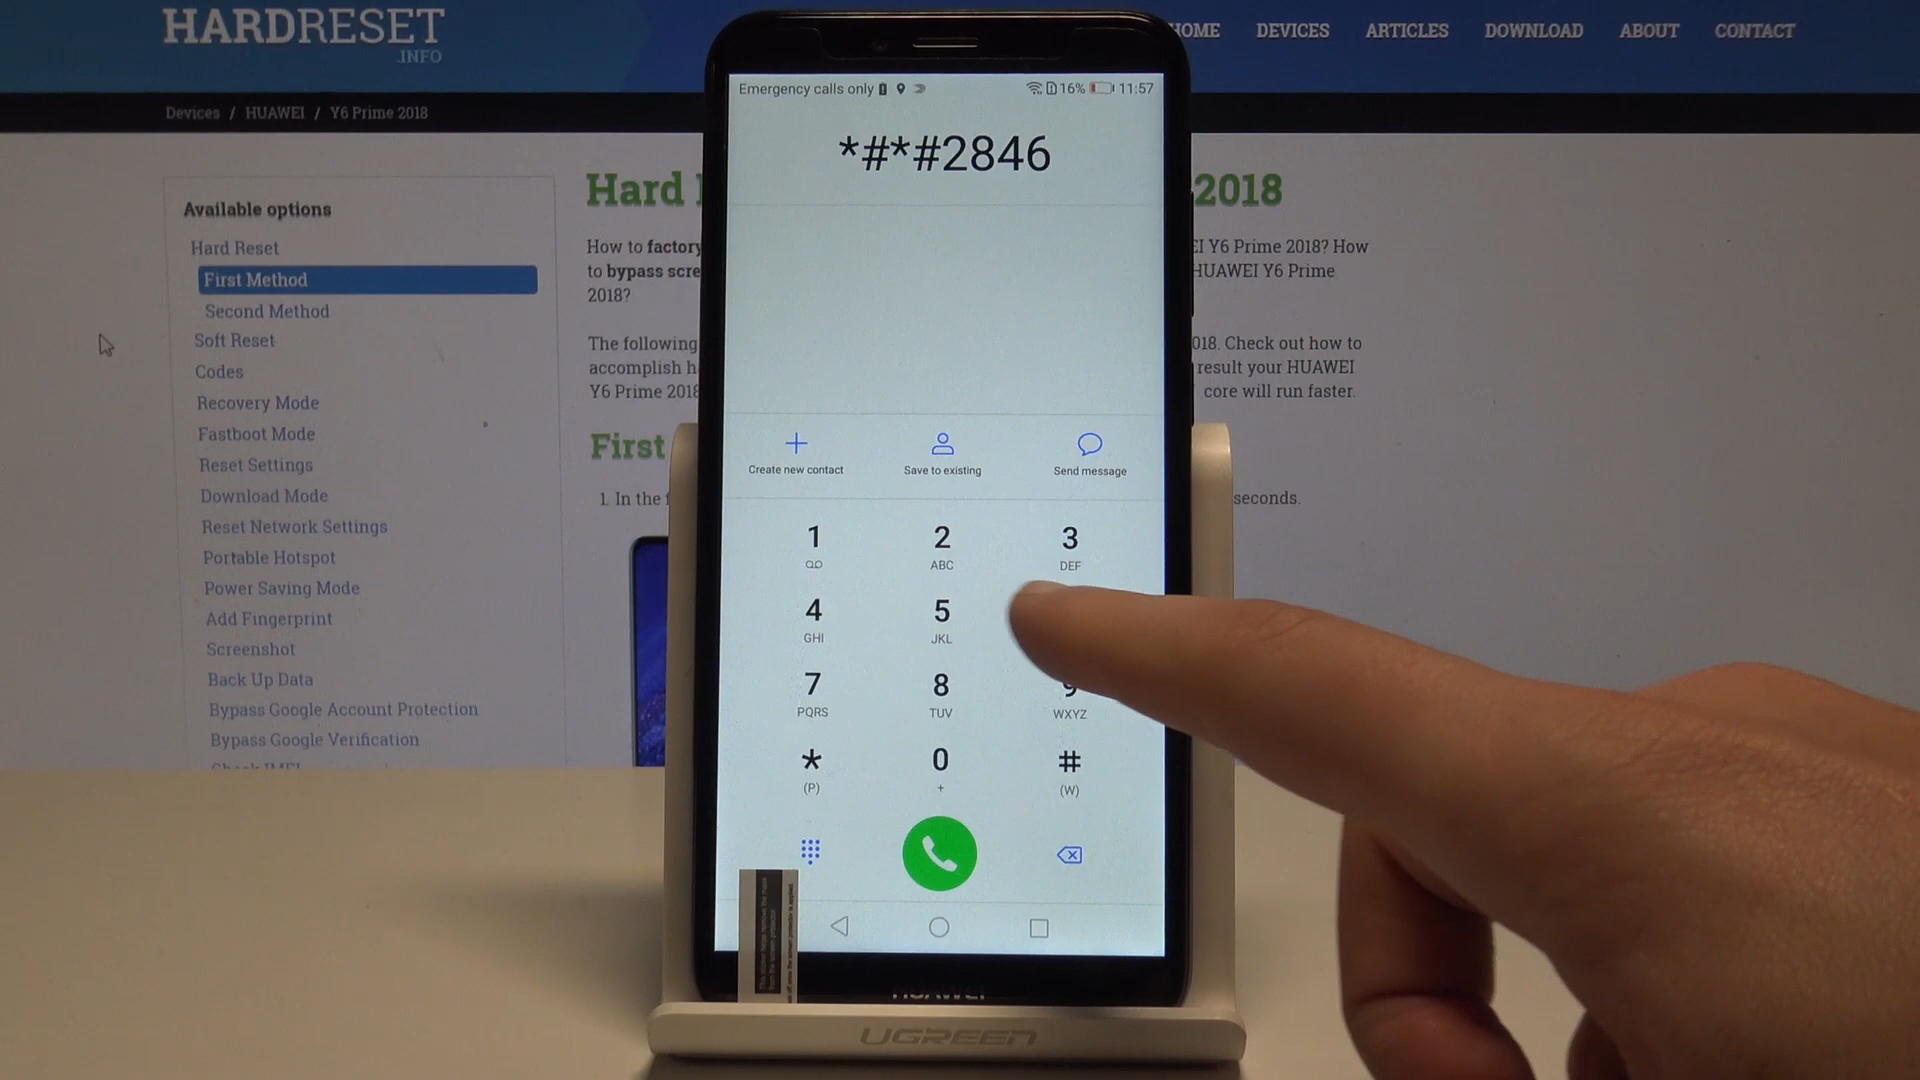 HARDRESET
.INFO
HOME DEVICES ARTICLES DOWNLOAD ABOUT CONTACT
Devices / HUAWEI / Y6 Prime 2018
Available options
Hard Reset
First Method
Second Method
Soft Reset
Codes
Recovery Mode
Fastboot Mode
Reset Settings
Download Mode
Reset Network Settings
Portable Hotspot
Power Saving Mode
Add Fingerprint
Screenshot
Back Up Data
Bypass Google Account Protection
Bypass Google Verification
Hard 2018
How to factory EI Y6 Prime 2018? How
to bypass scre HUAWEI Y6 Prime
2018?
The following 018. Check out how to
accomplish h result your HUAWEI
Y6 Prime 2018 core will run faster.
First
1. In the f seconds.
Emergency calls only 16% 11:57
*#*#2846
Create new contact Save to existing Send message
1 2 3
ABC DEF
4 5
GHI JKL
7 8 9
PQRS TUV WXYZ
* 0 #
(P) + (W)
HUAWEI
UGREEN